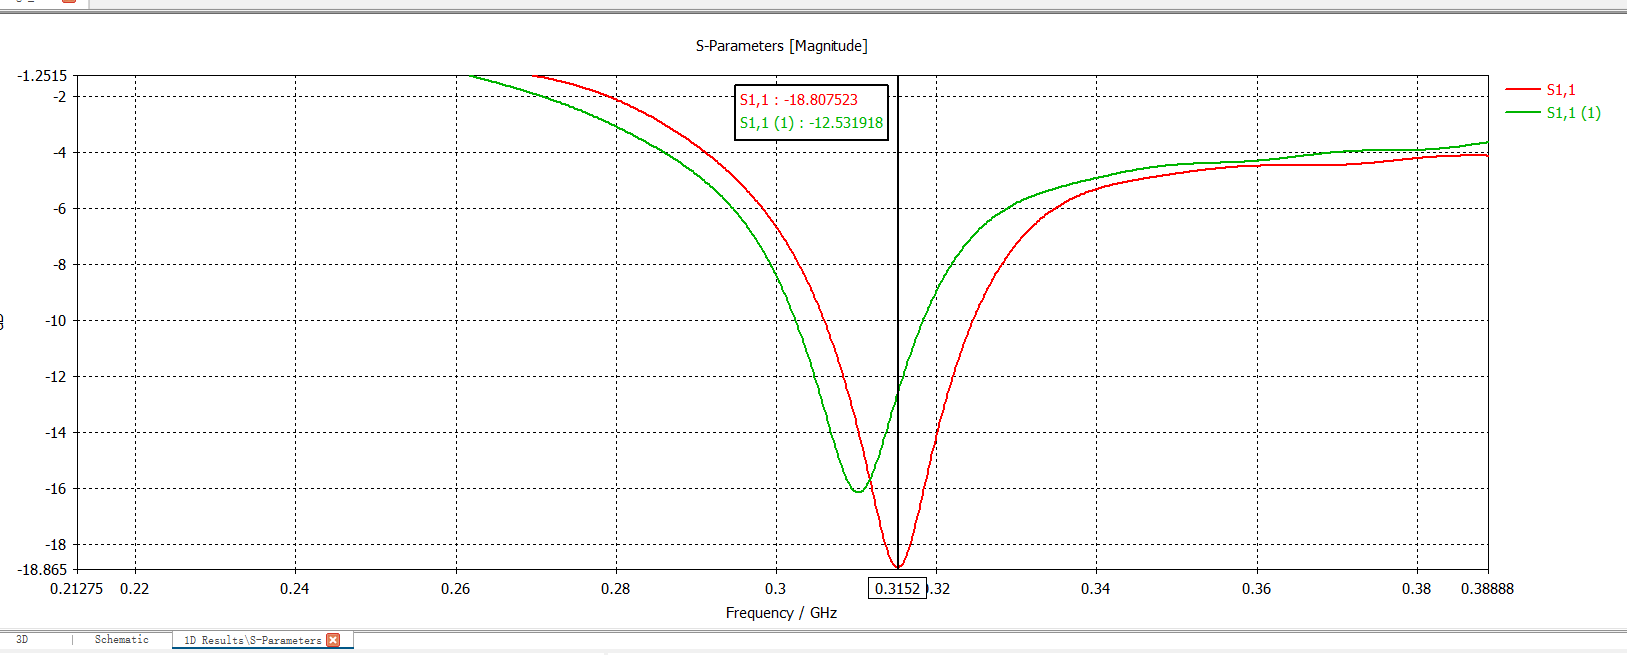 S-Parameters [Magnitude]
-1.2515
-2
-4
-6
-8
-10
-12
-14
-16
-18
-18.865
S1,1 : -18.807523
S1,1 (1) : -12.531918
S1,1
S1,1 (1)
0.21275 0.22 0.24 0.26 0.28 0.3 0.3152 0.34 0.36 0.38 0.38888
Frequency / GHz
3D Schematic 1D Results\S-Parameters